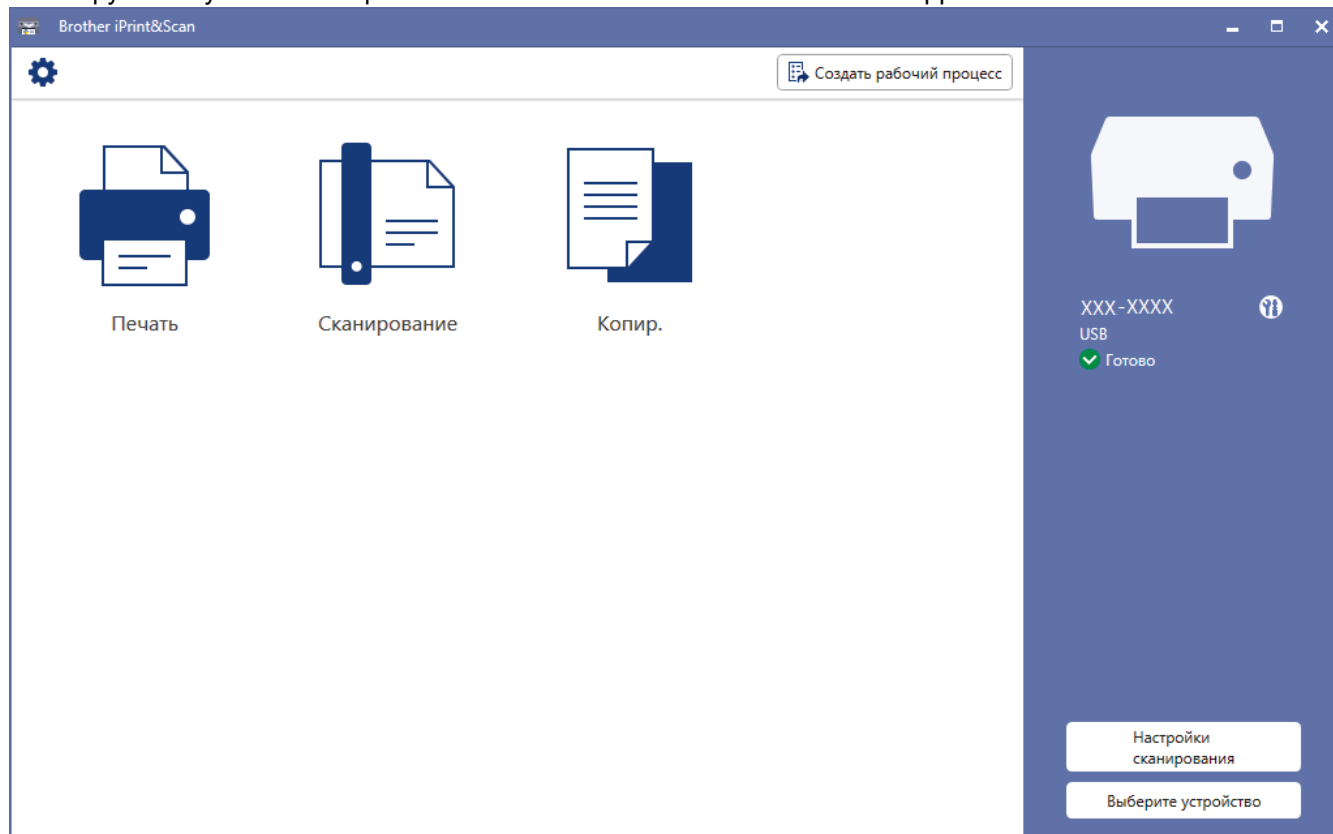 Brother iPrint&Scan
Создать рабочий процесс
Печать
Сканирование
Копир.
XXX-XXXX
USB
Готово
Настройки
сканирования
Выберите устройство